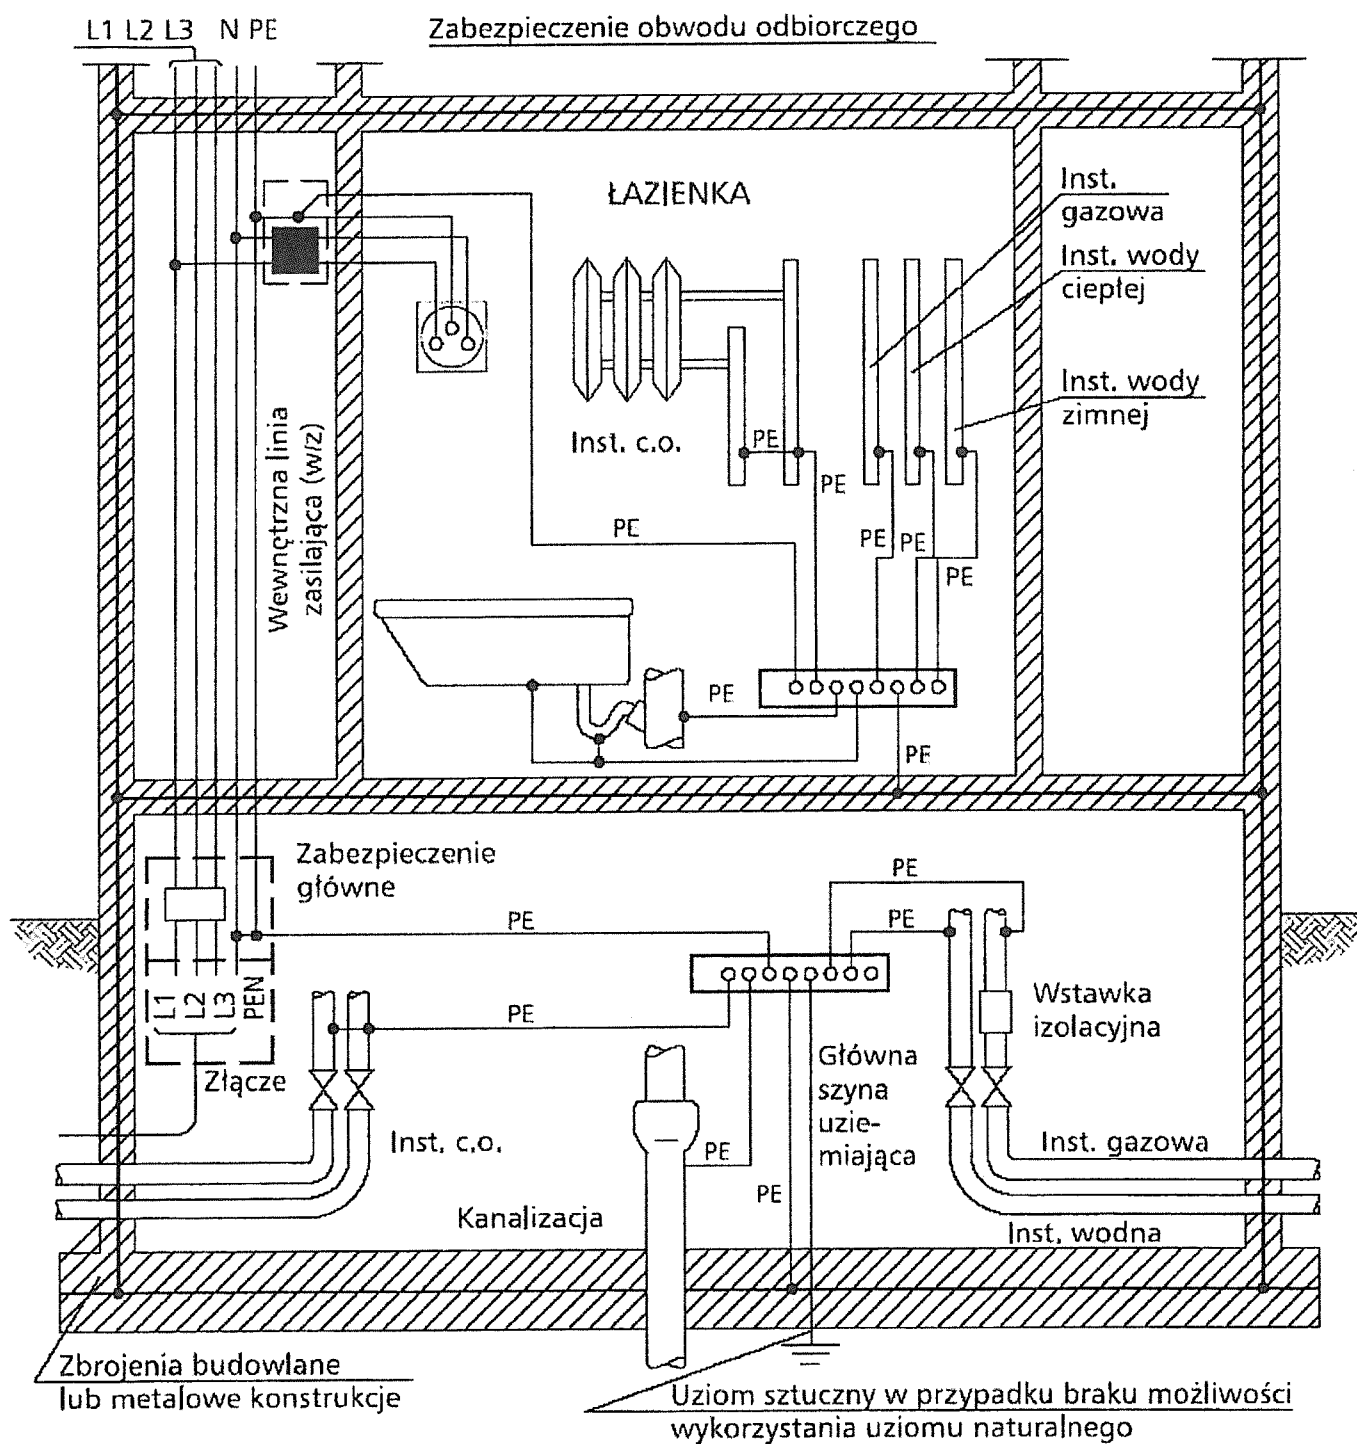 L1 L2 L3 N PE
Zabezpieczenie obwodu odbiorczego
ŁAZIENKA
Inst.
gazowa
Inst. wody
ciepłej
Inst. wody
zimnej
Wewnętrzna linia
zasilająca (w/z)
Inst. c.o.
PE
PE
PE
PE
PE
PE
PE
PE
Zabezpieczenie
główne
PE
PE
PE
L1
L2
L3
PEN
Złącze
PE
Wstawka
izolacyjna
Główna
szyna
uzie-
miająca
Inst. c.o.
PE
PE
Inst. gazowa
Kanalizacja
Inst. wodna
Zbrojenia budowlane
lub metalowe konstrukcje
Uziom sztuczny w przypadku braku możliwości
wykorzystania uziomu naturalnego